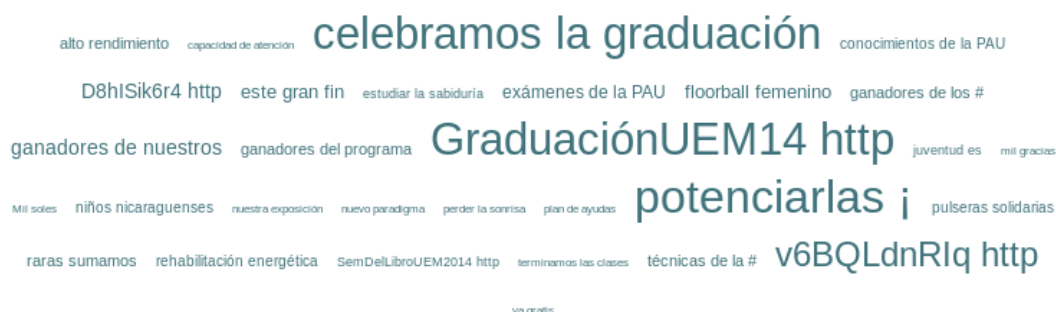 alto rendimiento capacidad de atención celebramos la graduación conocimientos de la PAU
D8hISik6r4 http este gran fin estudiar la sabiduría exámenes de la PAU floorball femenino ganadores de los #
ganadores de nuestros ganadores del programa GraduaciónUEM14 http juventud es mil gracias
Mil soles niños nicaraguenses nuestra exposición nuevo paradigma perder la sonrisa plan de ayudas potenciarlas ¡ pulseras solidarias
raras sumamos rehabilitación energética SemDelLibroUEM2014 http terminamos las clases técnicas de la # v6BQLdnRIq http
ya gratis